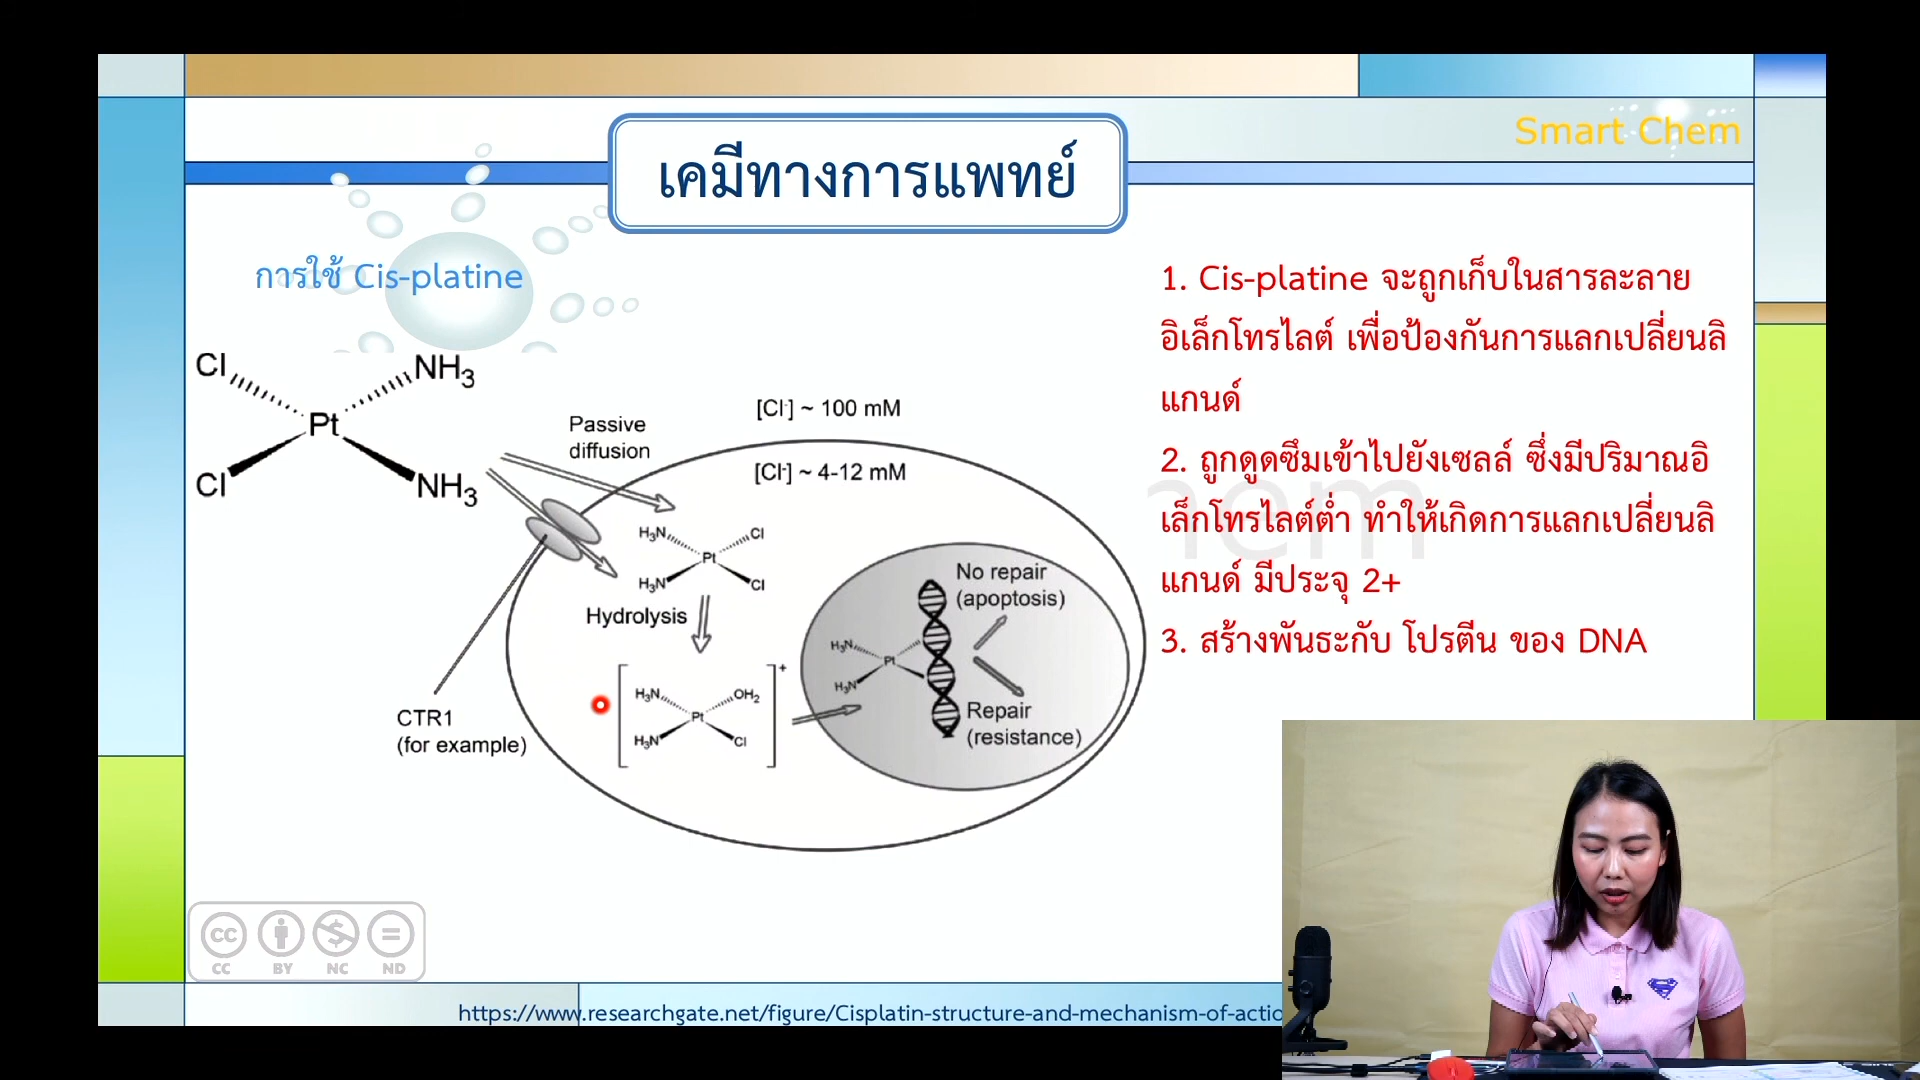 Smart Chem
เคมีทางการแพทย์
การใช้ Cis-platine
1. Cis-platine จะถูกเก็บในสารละลาย
อิเล็กโทรไลต์ เพื่อป้องกันการแลกเปลี่ยนลิ
แกนด์
2. ถูกดูดซึมเข้าไปยังเซลล์ ซึ่งมีปริมาณอิ
เล็กโทรไลต์ต่ำ ทำให้เกิดการแลกเปลี่ยนลิ
แกนด์ มีประจุ 2+
3. สร้างพันธะกับ โปรตีน ของ DNA
Cl
NH3
Pt
Cl
NH3
Passive
diffusion
[Cl-] ~ 100 mM
[Cl-] ~ 4-12 mM
H3N
Cl
Pt
H3N
Cl
Hydrolysis
+
H3N
OH2
Pt
H3N
Cl
CTR1
(for example)
No repair
(apoptosis)
H3N
Pt
H3N
Repair
(resistance)
hem
CC
CC BY NC ND
https://www.researchgate.net/figure/Cisplatin-structure-and-mechanism-of-actio